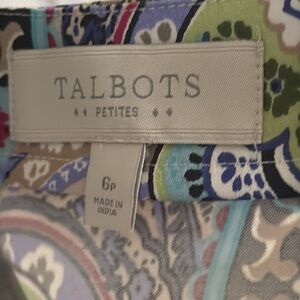 TALBOTS
PETITES
6P
MADE IN
INDIA